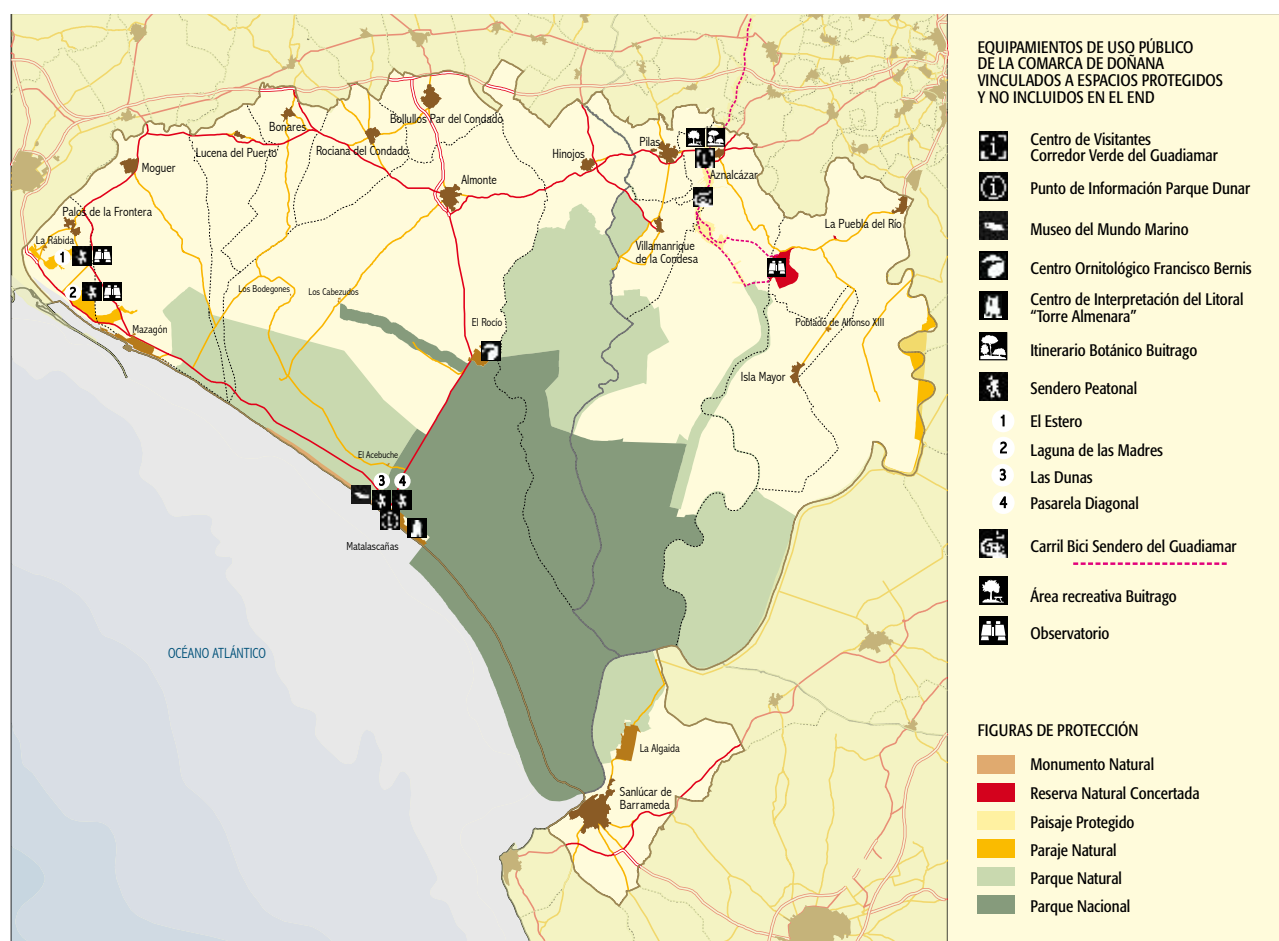 Bollullos Par del Condado
Bonares
Lucena del Puerto
Rociana del Condado
Hinojos
Pilas
Aznalcázar
Moguer
Almonte
Palos de la Frontera
La Rábida
1
2
Mazagón
Los Bodegones
Los Cabezudos
El Rocío
Villamanrique
de la Condesa
La Puebla del Río
Poblado de Alfonso XIII
Isla Mayor
El Acebuche
3
4
Matalascañas
OCÉANO ATLÁNTICO
La Algaida
Sanlúcar de
Barrameda
EQUIPAMIENTOS DE USO PÚBLICO
DE LA COMARCA DE DOÑANA
VINCULADOS A ESPACIOS PROTEGIDOS
Y NO INCLUIDOS EN EL END
Centro de Visitantes
Corredor Verde del Guadiamar
Punto de Información Parque Dunar
Museo del Mundo Marino
Centro Ornitológico Francisco Bernis
Centro de Interpretación del Litoral
“Torre Almenara”
Itinerario Botánico Buitrago
Sendero Peatonal
1 El Estero
2 Laguna de las Madres
3 Las Dunas
4 Pasarela Diagonal
Carril Bici Sendero del Guadiamar
Área recreativa Buitrago
Observatorio
FIGURAS DE PROTECCIÓN
Monumento Natural
Reserva Natural Concertada
Paisaje Protegido
Paraje Natural
Parque Natural
Parque Nacional